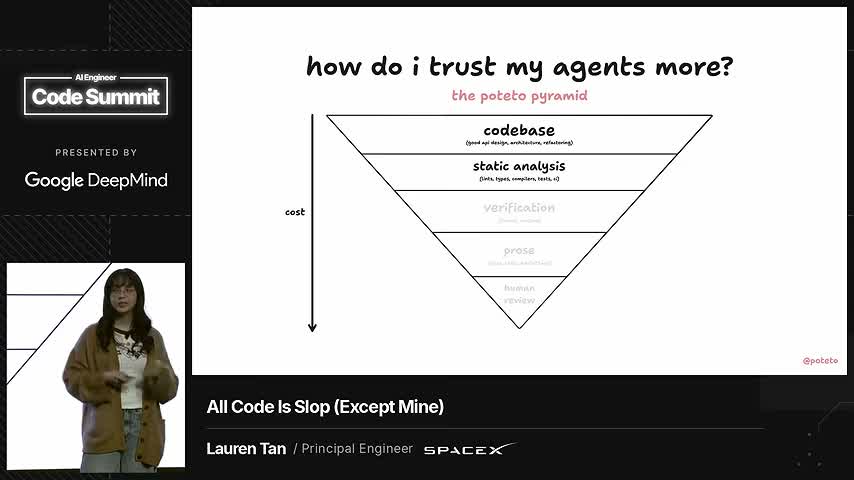 AI Engineer
Code Summit
PRESENTED BY
Google DeepMind
how do i trust my agents more?
the poteto pyramid
codebase
(good api design, architecture, refactoring)
static analysis
(lints, types, compilers, tests, ci)
verification
prose
human
review
cost
@poteto
All Code Is Slop (Except Mine)
Lauren Tan / Principal Engineer SPACEX